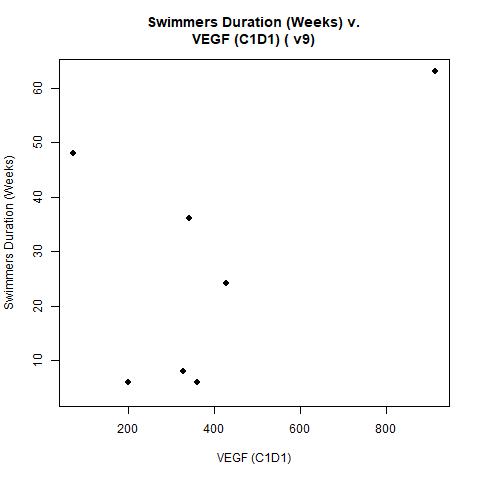 Swimmers Duration (Weeks) v.
VEGF (C1D1) ( v9)
Swimmers Duration (Weeks)
60
50
40
30
20
10
200 400 600 800
VEGF (C1D1)